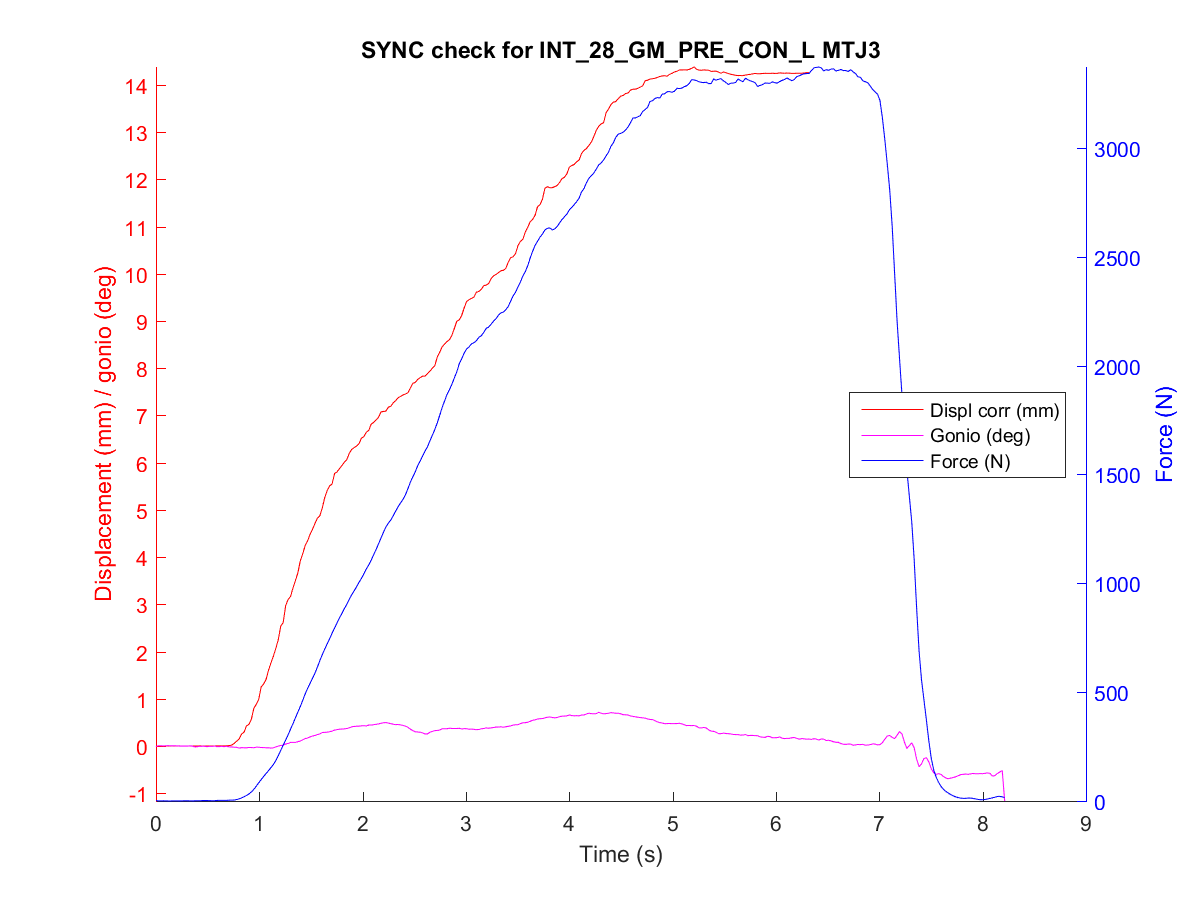 SYNC check for INT_28_GM_PRE_CON_L MTJ3
14
13
12
11
10
9
8
7
6
5
4
3
2
1
0
-1
Displacement (mm) / gonio (deg)
3000
2500
2000
1500
1000
500
0
Force (N)
Displ corr (mm)
Gonio (deg)
Force (N)
0 1 2 3 4 5 6 7 8 9
Time (s)